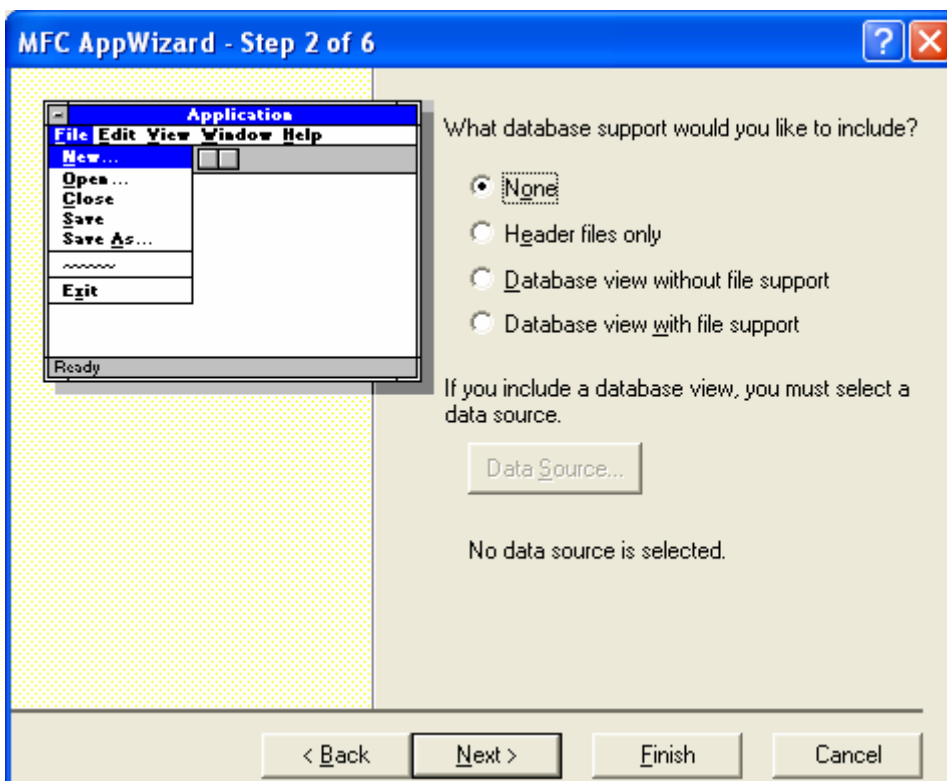 MFC AppWizard - Step 2 of 6
Application
File Edit View Window Help
New...
Open...
Close
Save
Save As...
Exit
Ready
What database support would you like to include?
None
Header files only
Database view without file support
Database view with file support
If you include a database view, you must select a
data source.
Data Source...
No data source is selected.
< Back
Next >
Finish
Cancel